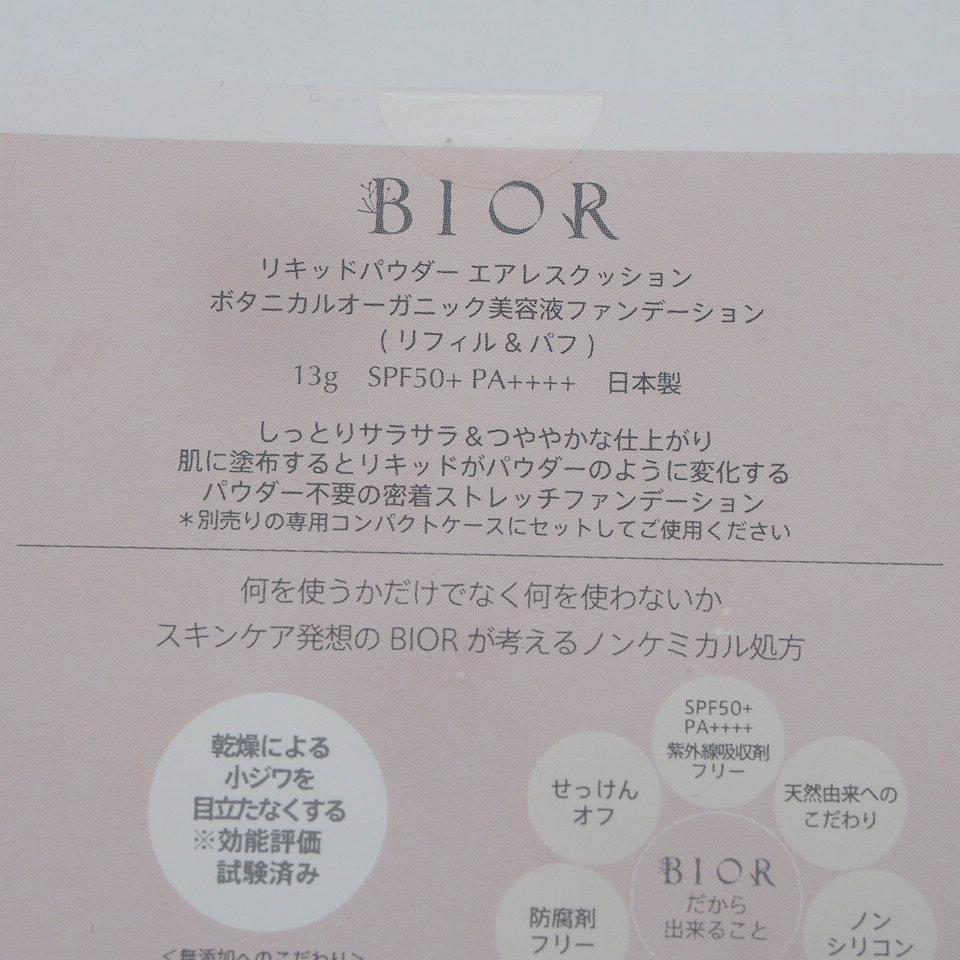 BIOR
リキッドパウダー エアレスクッション
ボタニカルオーガニック美容液ファンデーション
(リフィル&パフ)
13g SPF50+ PA++++ 日本製
しっとりサラサラ&つややかな仕上がり
肌に塗布するとリキッドがパウダーのように変化する
パウダー不要の密着ストレッチファンデーション
*別売りの専用コンパクトケースにセットしてご使用ください
何を使うかだけでなく何を使わないか
スキンケア発想の BIOR が考えるノンケミカル処方
乾燥による
小ジワを
目立たなくする
※効能評価
試験済み
SPF50+
PA++++
紫外線吸収剤
フリー
せっけん
オフ
天然由来への
こだわり
BIOR
だから
出来ること
防腐剤
フリー
ノン
シリコン
<無添加へのこだわり>